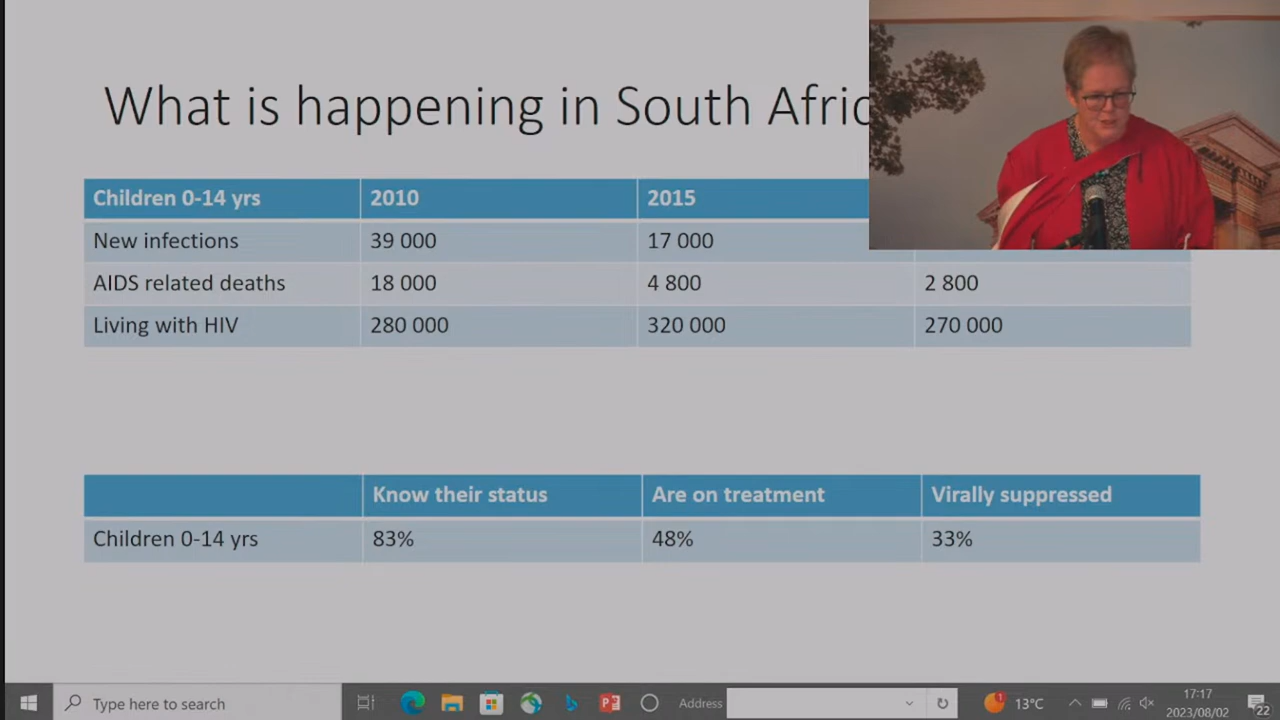 What is happening in South Afric
Children 0-14 yrs 2010 2015
New infections 39 000 17 000
AIDS related deaths 18 000 4 800 2 800
Living with HIV 280 000 320 000 270 000
Know their status Are on treatment Virally suppressed
Children 0-14 yrs 83% 48% 33%
Type here to search
Address
1
13°C
17:17
2023/08/02
22